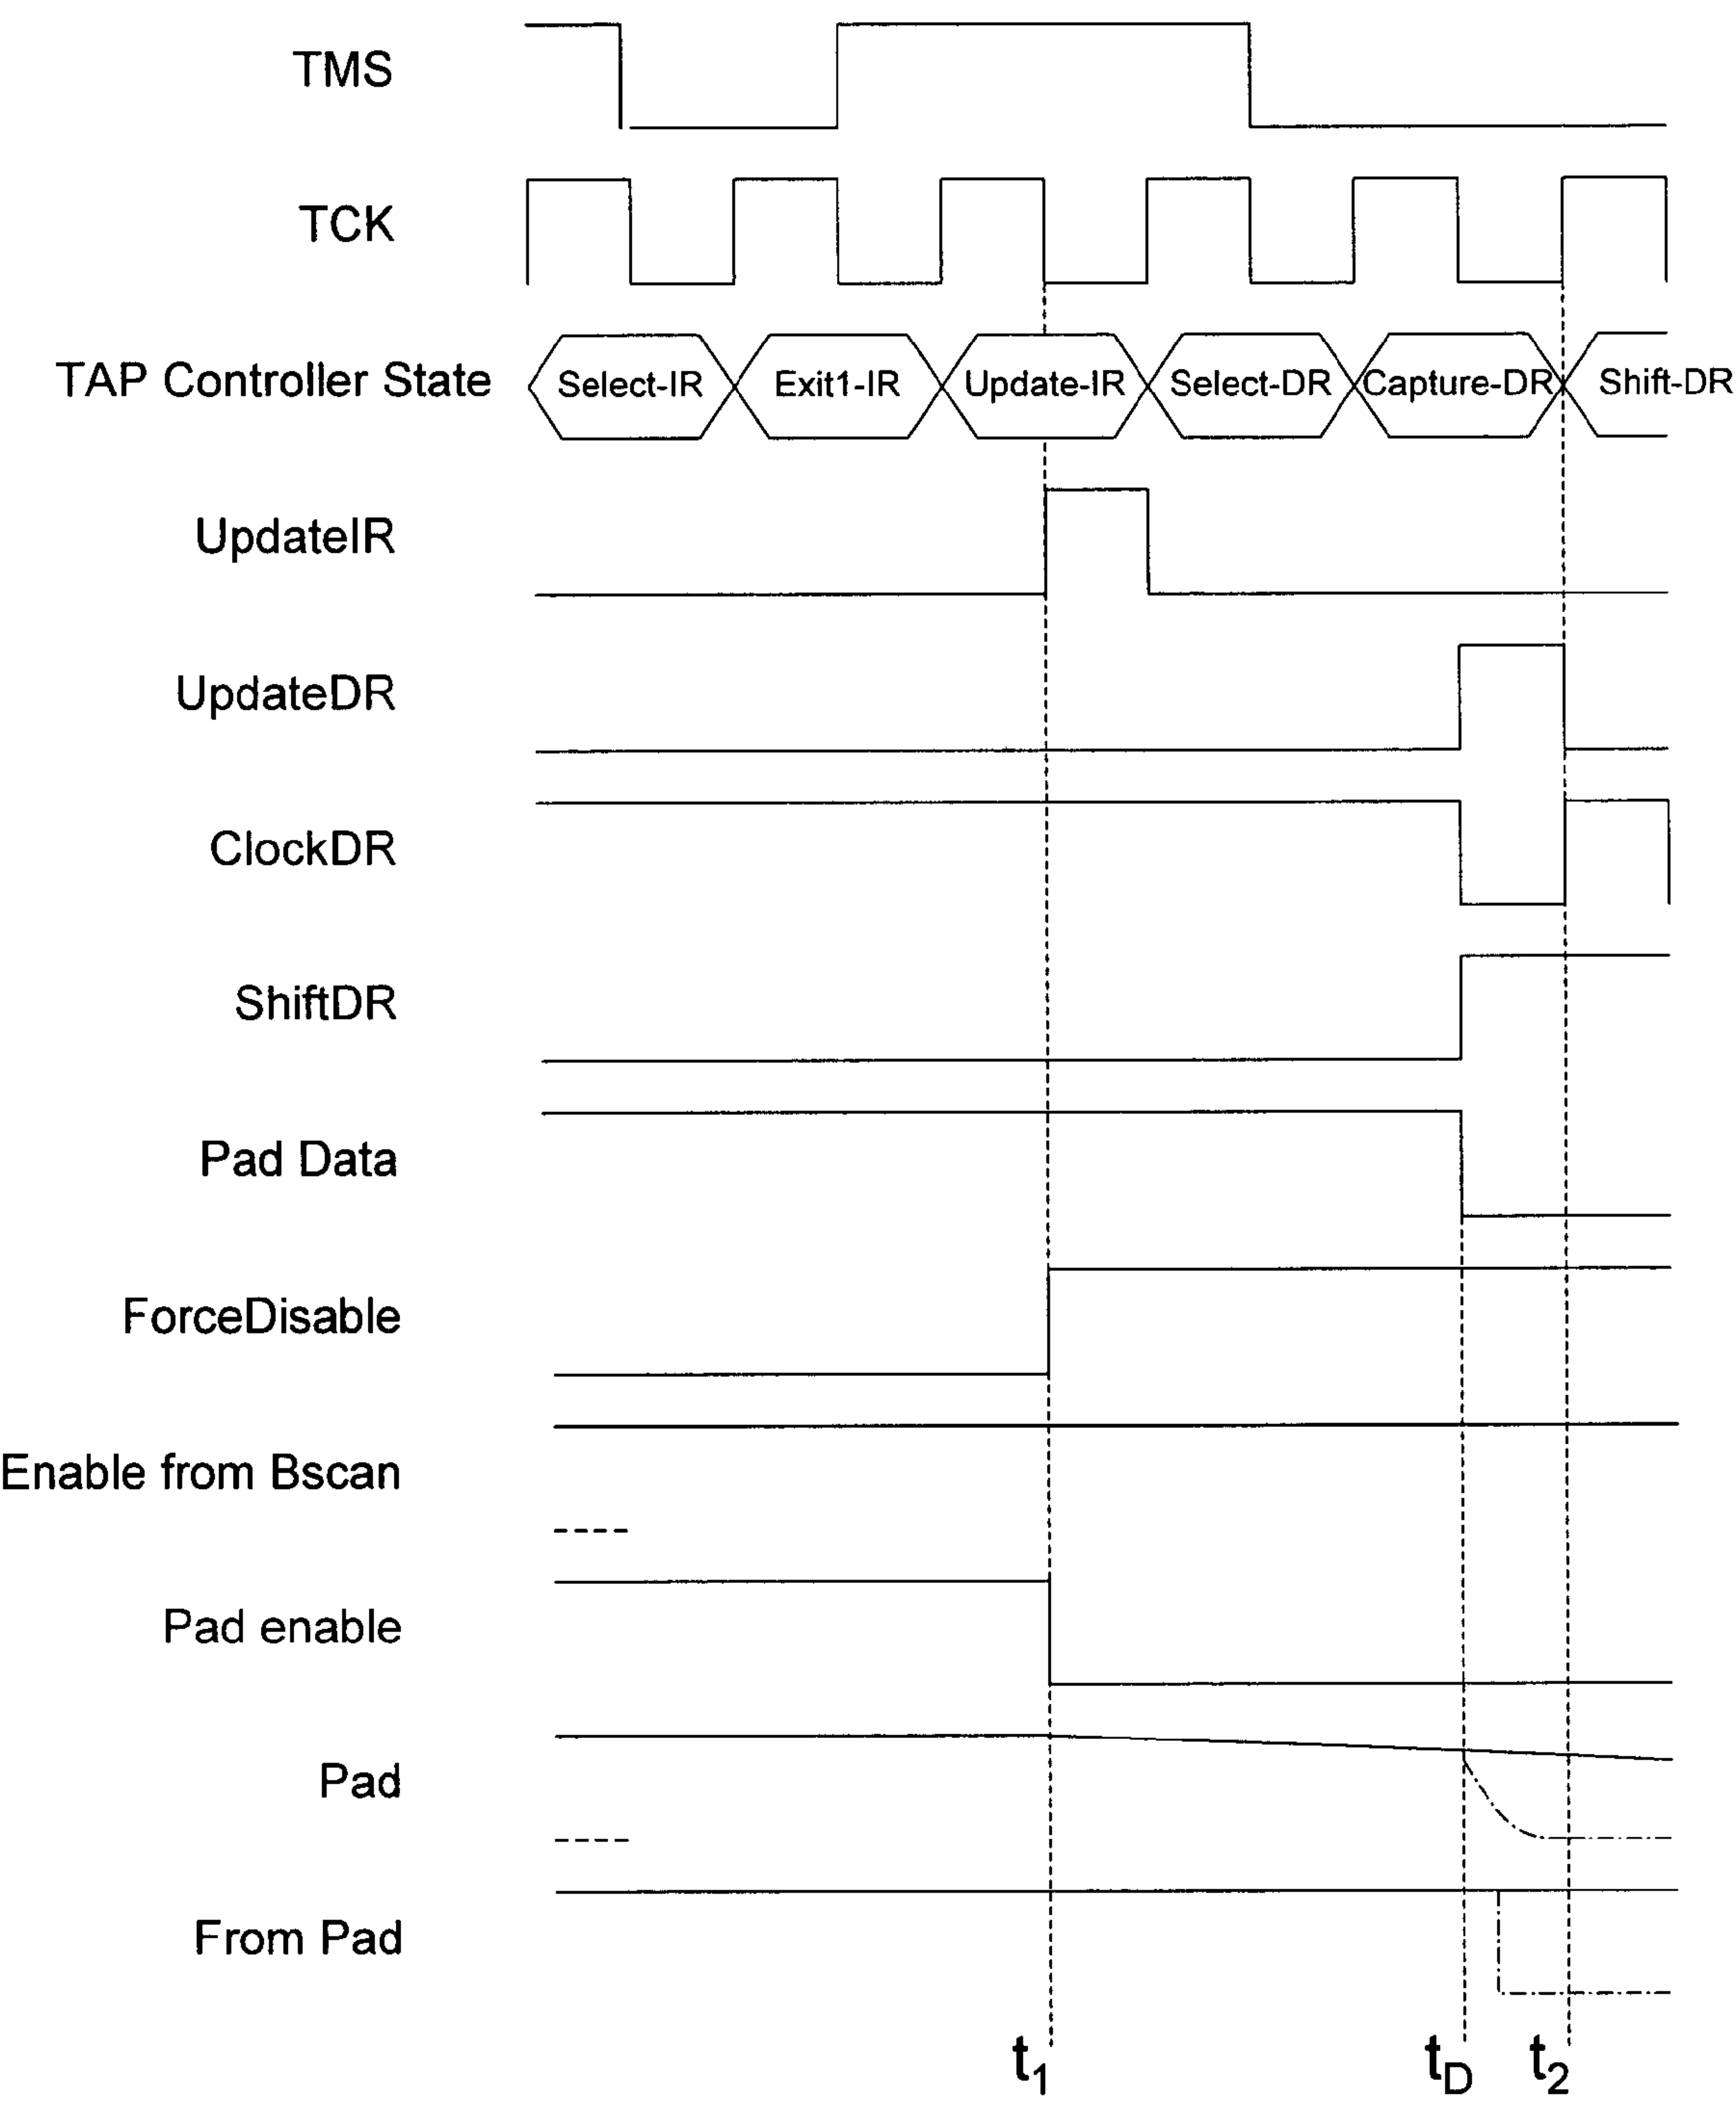 TMS
TCK
TAP Controller State
Select-IR
Exit1-IR
Update-IR
Select-DR
Capture-DR
Shift-DR
UpdateIR
UpdateDR
ClockDR
ShiftDR
Pad Data
ForceDisable
Enable from Bscan
Pad enable
Pad
From Pad
t1
tD
t2